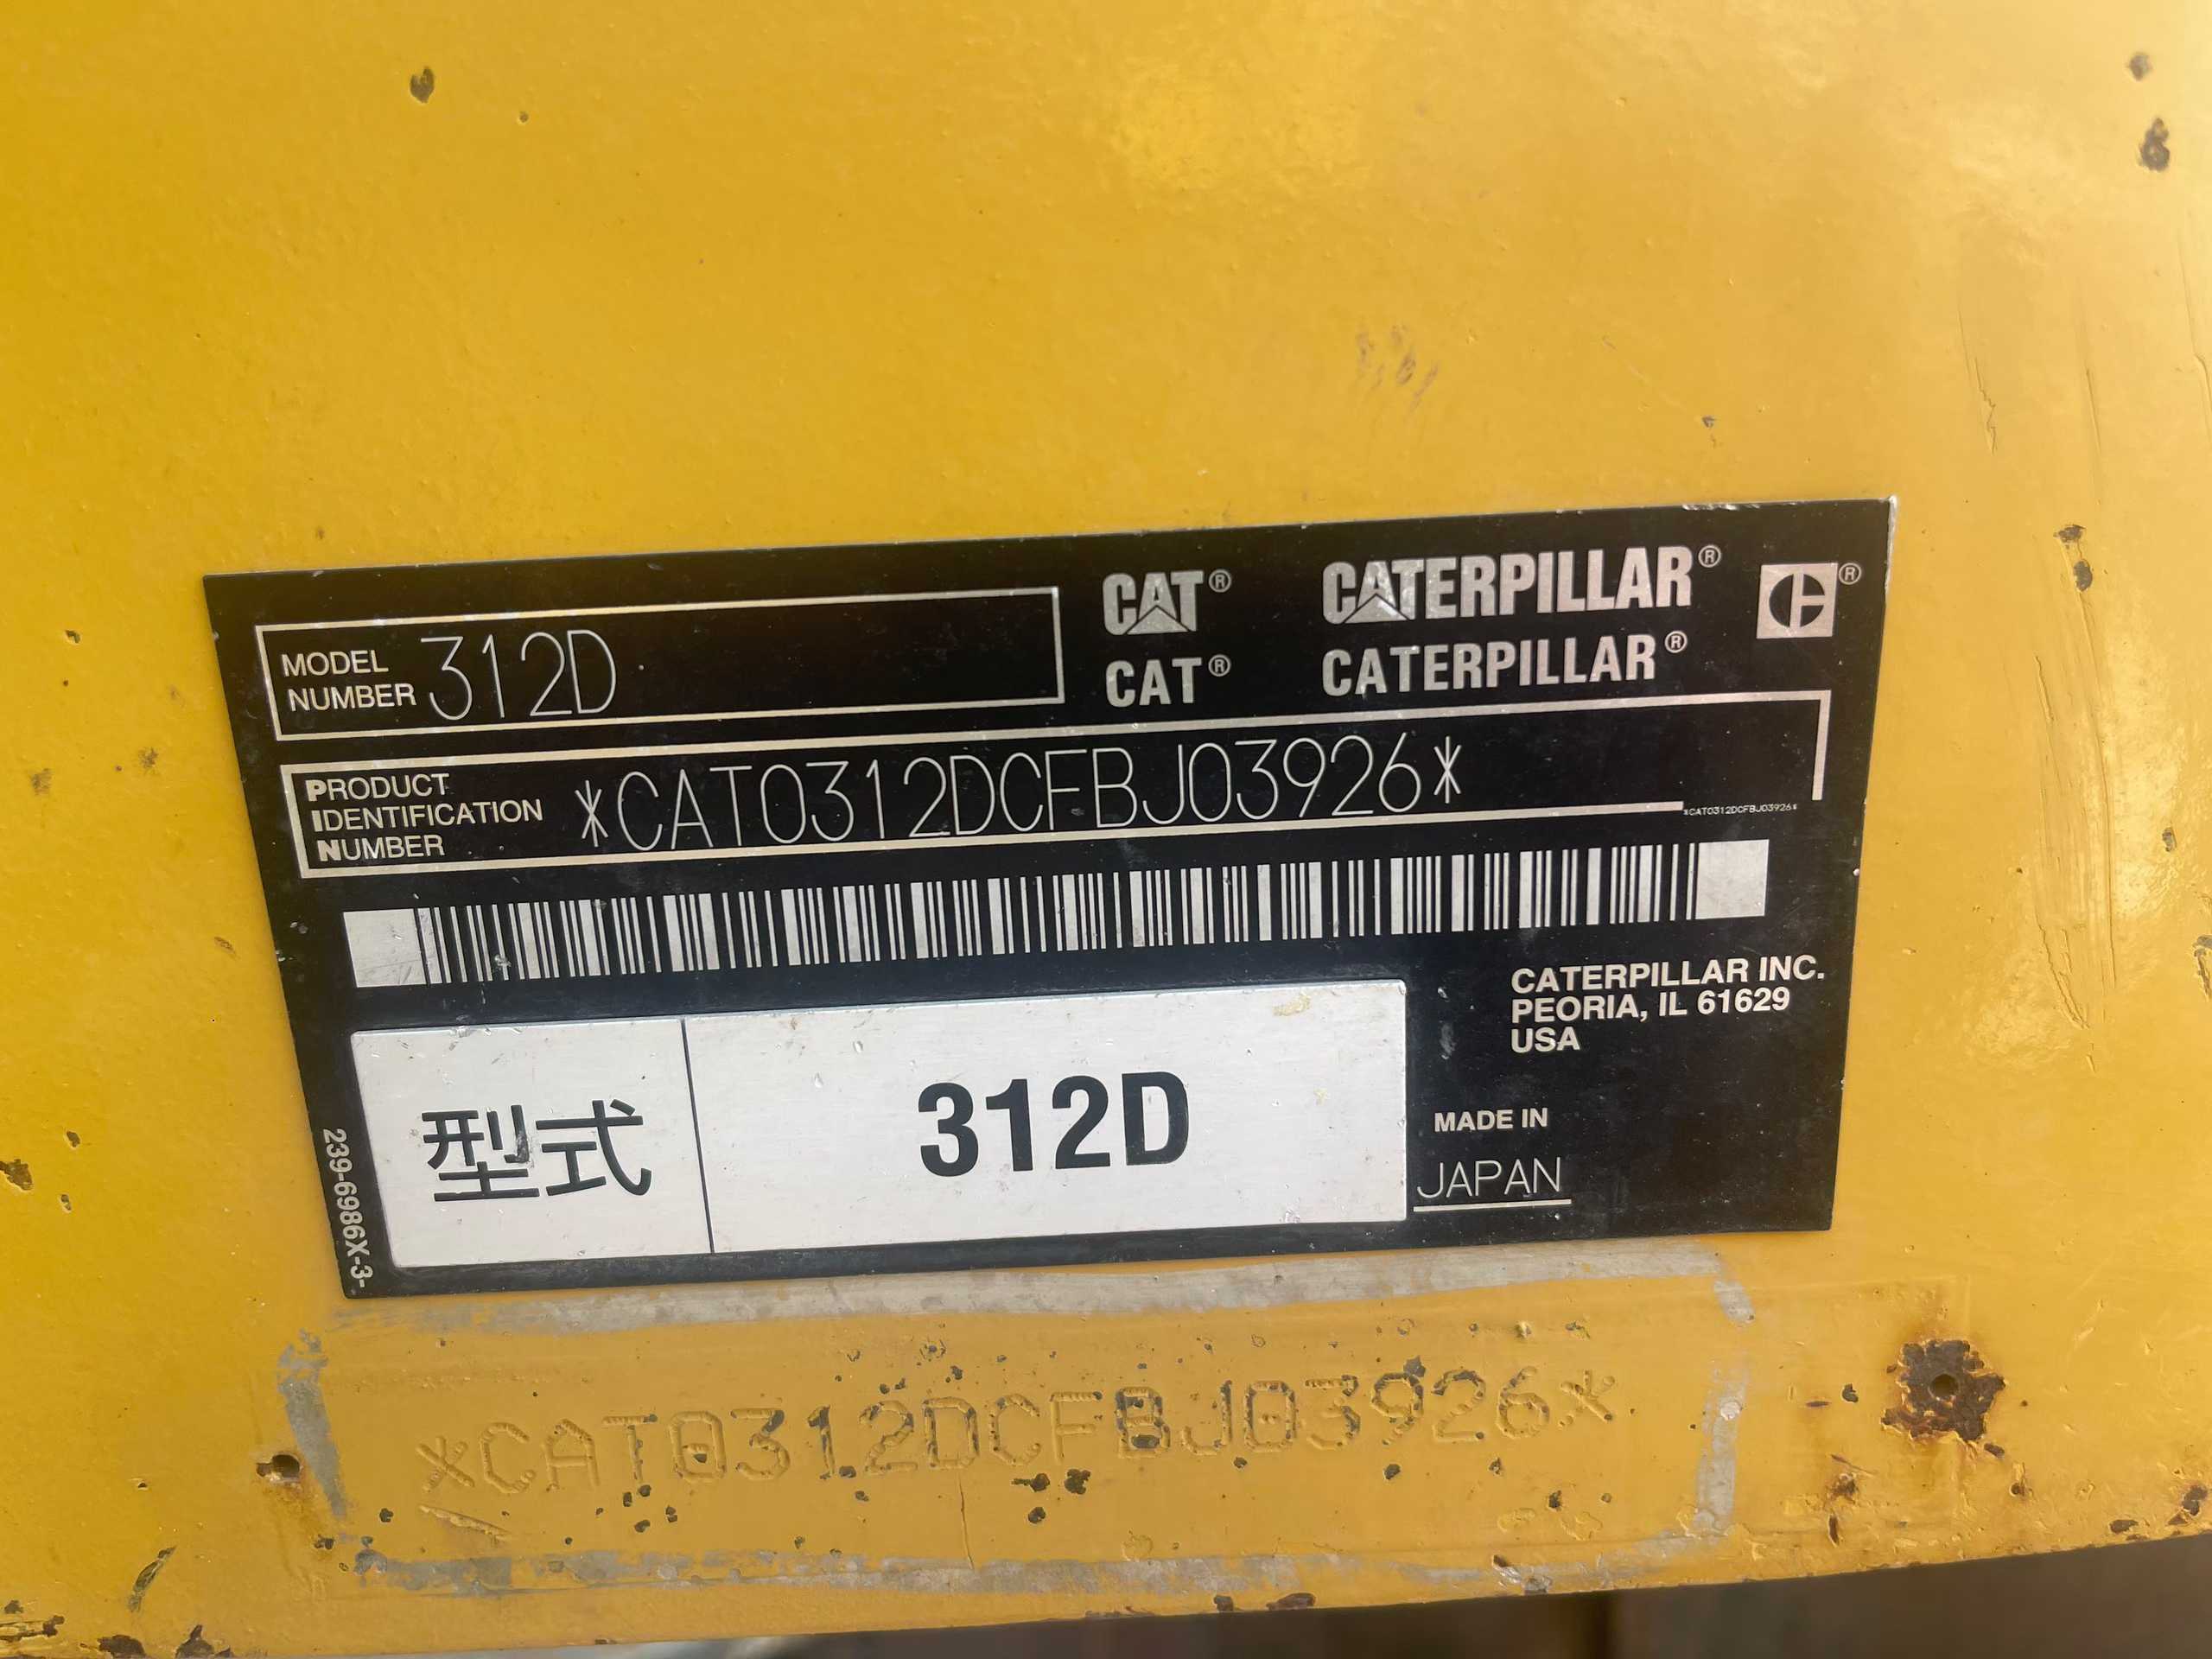 CAT® CATERPILLAR® ®
CAT® CATERPILLAR®
MODEL
NUMBER 312D
PRODUCT
IDENTIFICATION
NUMBER *CAT0312DCFBJ03926*
*CAT0312DCFBJ03926*
CATERPILLAR INC.
PEORIA, IL 61629
USA
型式 312D
MADE IN
JAPAN
239-6986X-3-
*CAT0312DCFBJ03926*